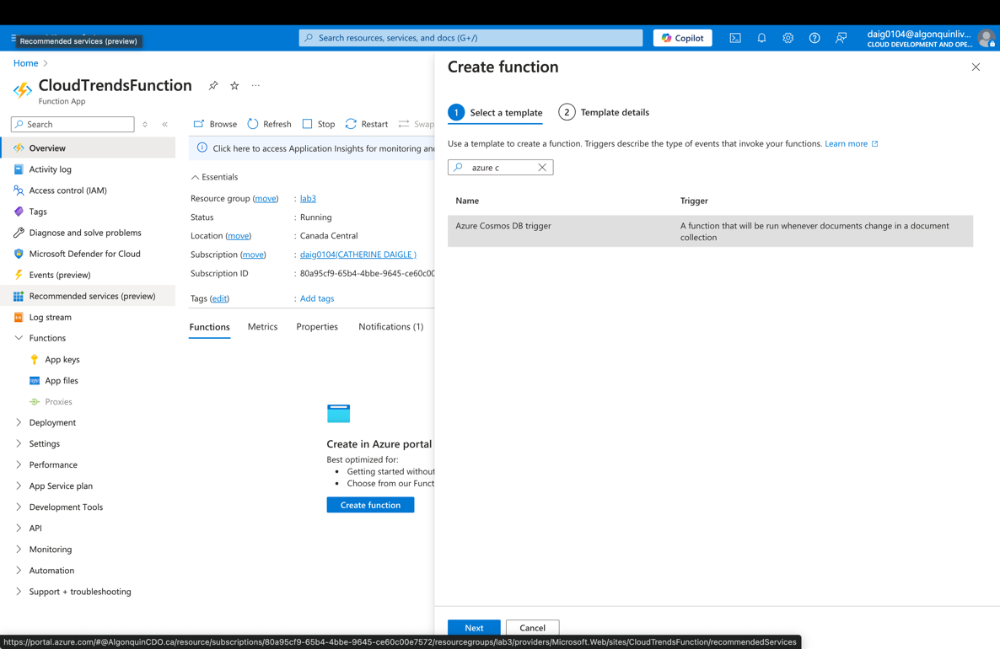 Recommended services (preview)
Search resources, services, and docs (G+/)
Copilot
daig0104@algonquinliv...
CLOUD DEVELOPMENT AND OPE...
Home
CloudTrendsFunction
Function App
Search
Overview
Activity log
Access control (IAM)
Tags
Diagnose and solve problems
Microsoft Defender for Cloud
Events (preview)
Recommended services (preview)
Log stream
Functions
App keys
App files
Proxies
Deployment
Settings
Performance
App Service plan
Development Tools
API
Monitoring
Automation
Support + troubleshooting
Browse Refresh Stop Restart Swap
Click here to access Application Insights for monitoring an
Essentials
Resource group (move) : lab3
Status : Running
Location (move) : Canada Central
Subscription (move) : daig0104(CATHERINE DAIGLE )
Subscription ID : 80a95cf9-65b4-4bbe-9645-ce60c00
Tags (edit) : Add tags
Functions Metrics Properties Notifications (1)
Create in Azure portal
Best optimized for:
• Getting started without
• Choose from our Funct
Create function
Create function
1 Select a template 2 Template details
Use a template to create a function. Triggers describe the type of events that invoke your functions. Learn more
azure c
Name Trigger
Azure Cosmos DB trigger A function that will be run whenever documents change in a document
collection
Next Cancel
https://portal.azure.com/#@AlgonquinCDO.ca/resource/subscriptions/80a95cf9-65b4-4bbe-9645-ce60c00e7572/resourcegroups/lab3/providers/Microsoft.Web/sites/CloudTrendsFunction/recommendedServices